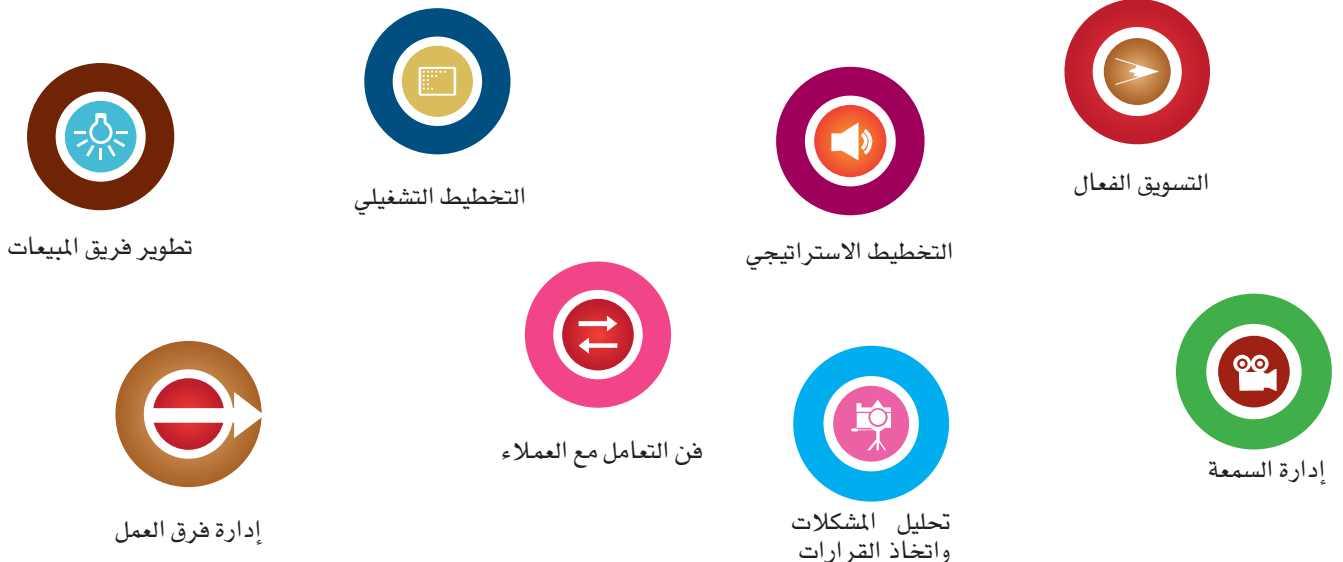 التسويق الفعال
التخطيط الاستراتيجي
التخطيط التشغيلي
تطوير فريق المبيعات
إدارة السمعة
تحليل المشكلات
واتخاذ القرارات
فن التعامل مع العملاء
إدارة فرق العمل